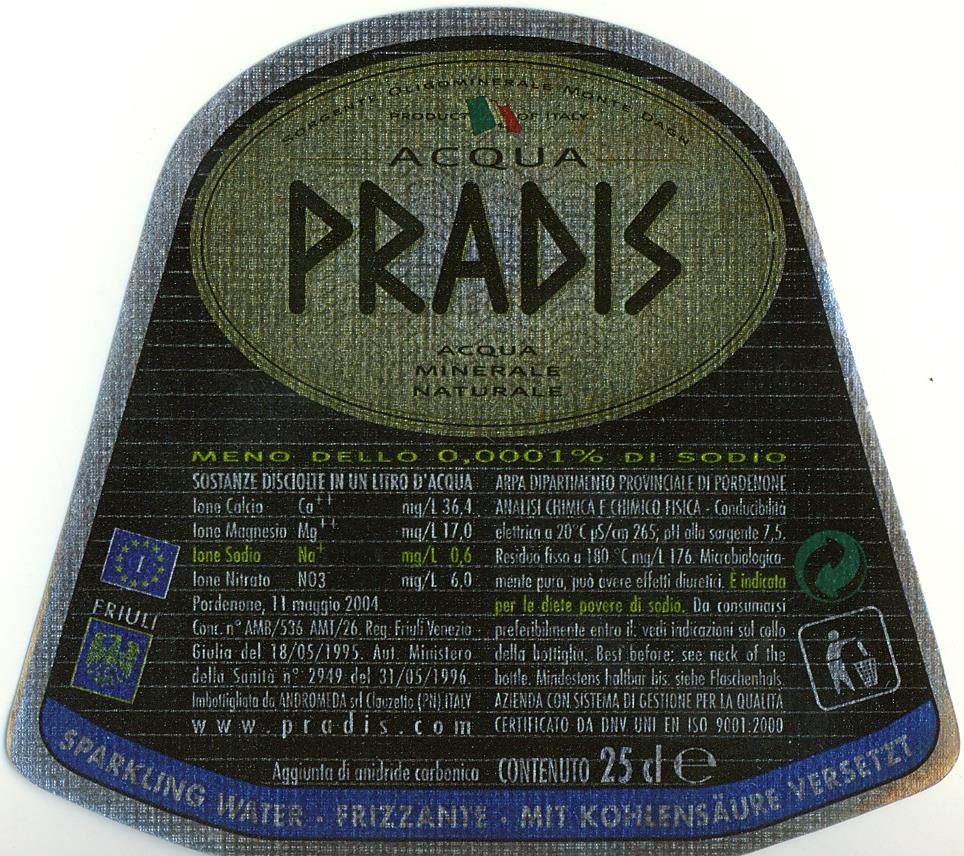 SORGENTE OLIGOMINERALE MONTE DAGN
PRODUCT OF ITALY
ACQUA
PRADIS
ACQUA
MINERALE
NATURALE
MENO DELLO 0,0001% DI SODIO
SOSTANZE DISCIOLTE IN UN LITRO D'ACQUA
Ione Calcio Ca++ mg/L 36,4
Ione Magnesio Mg++ mg/L 17,0
Ione Sodio Na+ mg/L 0,6
Ione Nitrato NO3 mg/L 6,0
Pordenone, 11 maggio 2004
Conc. n° AMB/536 AMT/26. Reg. Friuli Venezia
Giulia del 18/05/1995. Aut. Ministero
della Sanità n° 2949 del 31/05/1996.
Imbottigliata da ANDROMEDA srl Clauzetto (PN) ITALY
www.pradis.com
ARPA DIPARTIMENTO PROVINCIALE DI PORDENONE
ANALISI CHIMICA E CHIMICO FISICA - Conducibilità
elettrica a 20°C µS/cm 265; pH alla sorgente 7,5.
Residuo fisso a 180 °C mg/L 176. Microbiologica-
mente pura, può avere effetti diuretici. È indicata
per le diete povere di sodio. Da consumarsi
preferibilmente entro il: vedi indicazioni sul collo
della bottiglia. Best before: see neck of the
bottle. Mindestens haltbar bis: siehe Flaschenhals.
AZIENDA CON SISTEMA DI GESTIONE PER LA QUALITÀ
CERTIFICATO DA DNV UNI EN ISO 9001:2000
L
FRIULI
Aggiunta di anidride carbonica CONTENUTO 25 cl e
SPARKLING WATER - FRIZZANTE - MIT KOHLENSÄURE VERSETZT